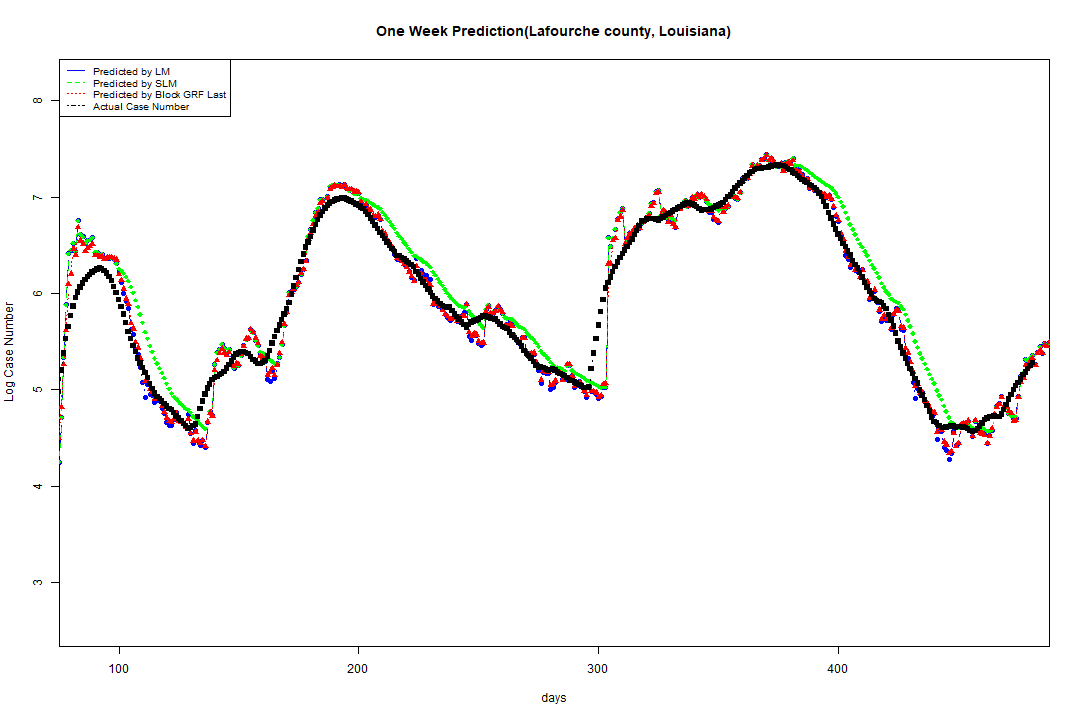 One Week Prediction(Lafourche county, Louisiana)
Predicted by LM
Predicted by SLM
Predicted by Block GRF Last
Actual Case Number
Log Case Number
8
7
6
5
4
3
100 200 300 400
days